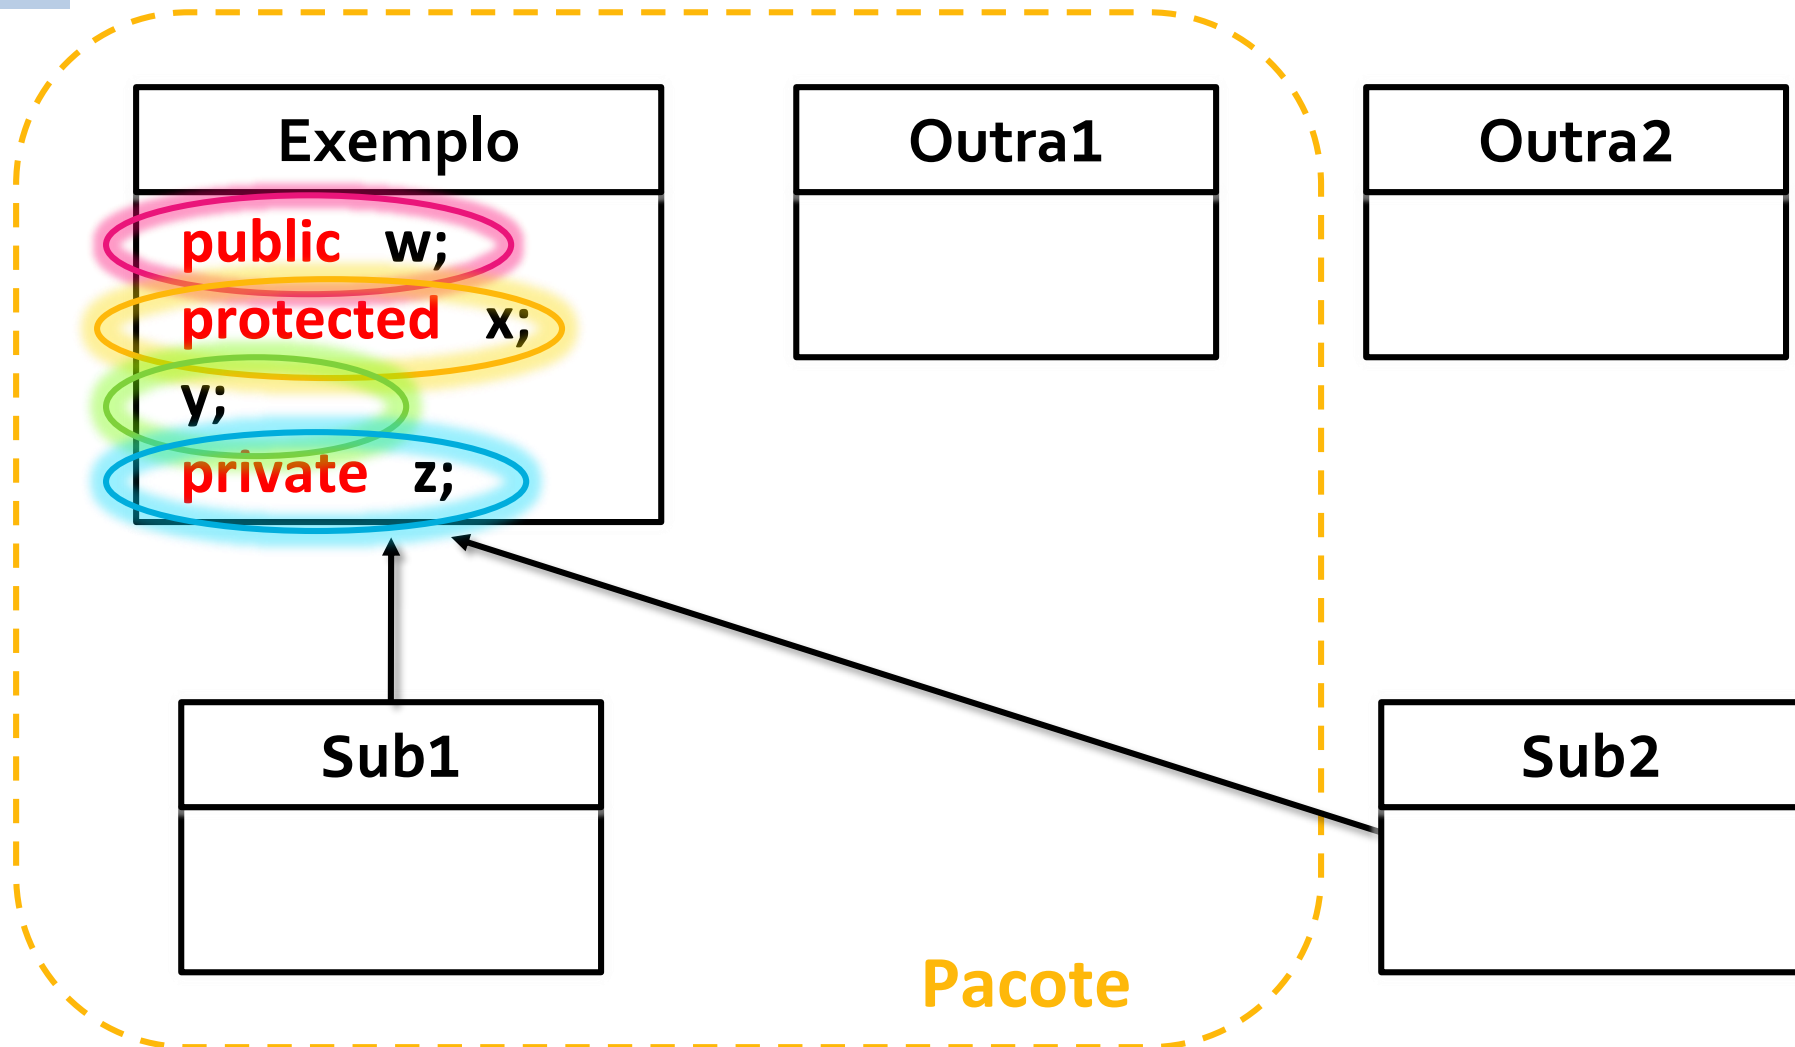 Exemplo
public w;
protected x;
y;
private z;
Outra1
Outra2
Sub1
Sub2
Pacote